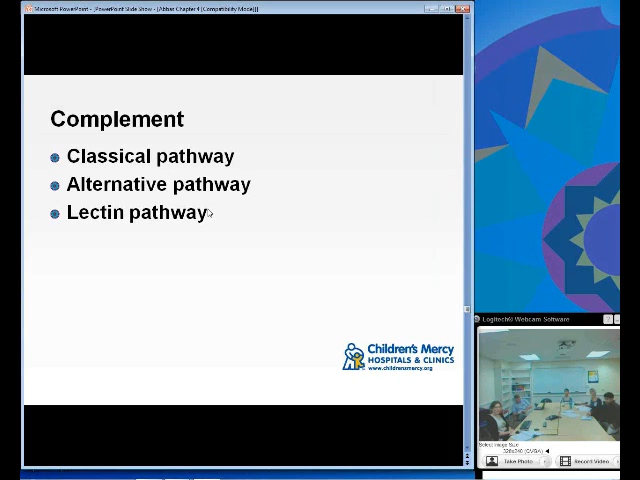 Microsoft PowerPoint - [PowerPoint Slide Show - [Abbas Chapter 4 [Compatibility Mode]]]
Complement
Classical pathway
Alternative pathway
Lectin pathway
Children's Mercy
HOSPITALS & CLINICS
www.childrensmercy.org
Logitech® Webcam Software
Select Image Size
320x240 (QVGA)
Take Photo
Record Video